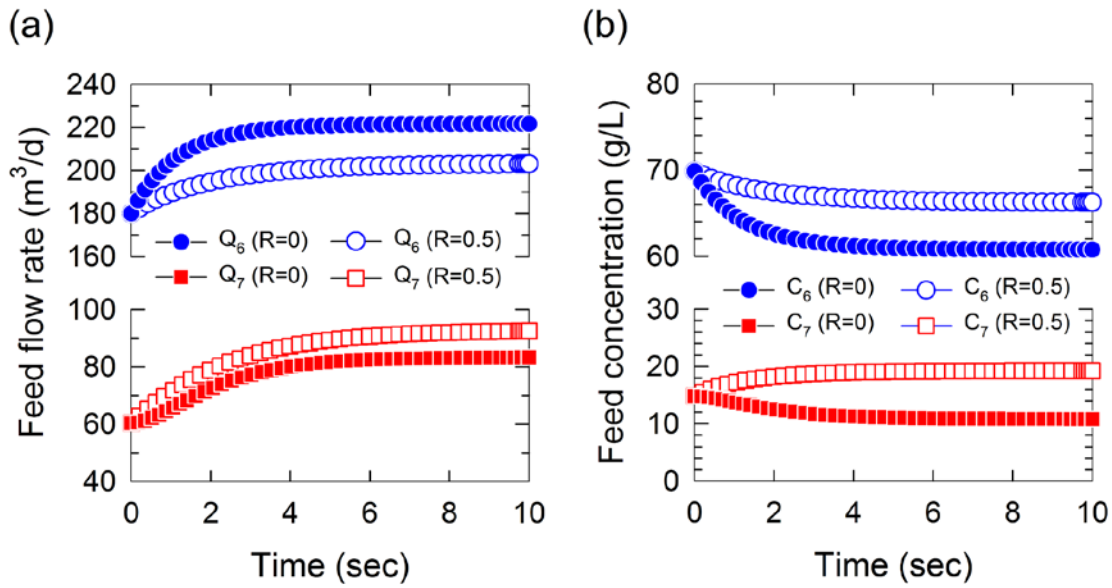 (a)
Feed flow rate (m³/d)
240
220
200
180
160
100
80
60
40
Q₆ (R=0)
Q₆ (R=0.5)
Q₇ (R=0)
Q₇ (R=0.5)
0 2 4 6 8 10
Time (sec)
(b)
Feed concentration (g/L)
80
70
60
30
20
10
0
C₆ (R=0)
C₆ (R=0.5)
C₇ (R=0)
C₇ (R=0.5)
0 2 4 6 8 10
Time (sec)